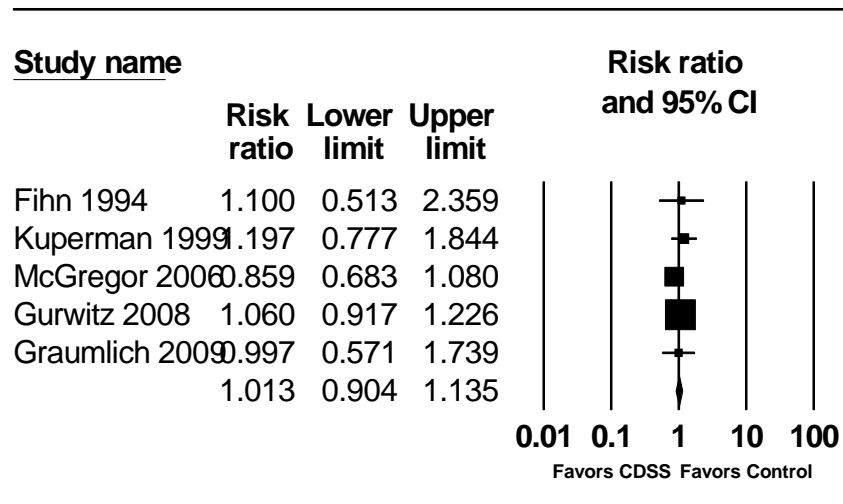 Study name
Risk ratio
and 95% CI
Risk Lower Upper
ratio limit limit
Fihn 1994 1.100 0.513 2.359
Kuperman 1999 1.197 0.777 1.844
McGregor 2006 0.859 0.683 1.080
Gurwitz 2008 1.060 0.917 1.226
Graumlich 2009 0.997 0.571 1.739
1.013 0.904 1.135
0.01 0.1 1 10 100
Favors CDSS Favors Control